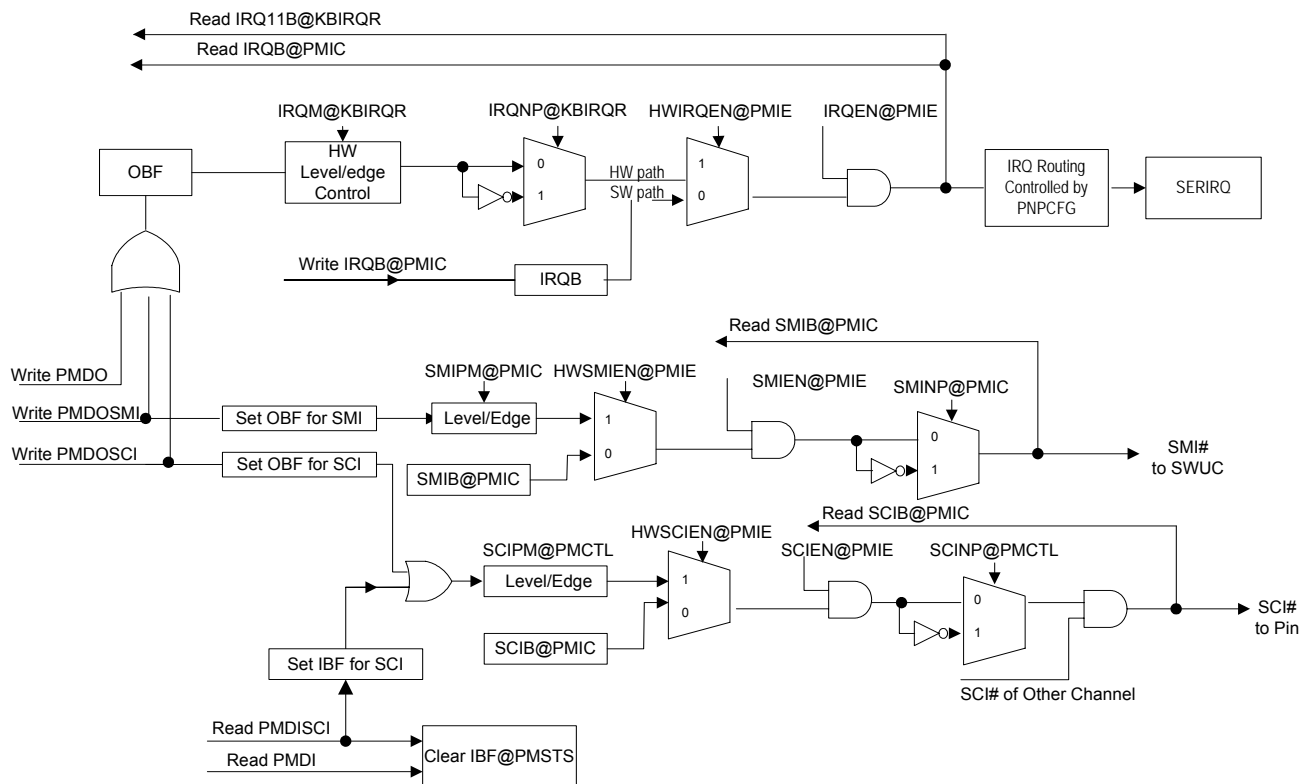 Read IRQ11B@KBIRQR
Read IRQB@PMIC
IRQM@KBIRQR
IRQNP@KBIRQR
HWIRQEN@PMIE
IRQEN@PMIE
OBF
HW
Level/edge
Control
0
1
HW path
SW path
1
0
IRQ Routing
Controlled by
PNPCFG
SERIRQ
Write IRQB@PMIC
IRQB
Read SMIB@PMIC
Write PMDO
SMIPM@PMIC
HWSMIEN@PMIE
SMIEN@PMIE
SMINP@PMIC
Write PMDOSMI
Set OBF for SMI
Level/Edge
1
0
0
1
SMI#
to SWUC
Write PMDOSCI
Set OBF for SCI
SMIB@PMIC
Read SCIB@PMIC
SCIPM@PMCTL
HWSCIEN@PMIE
SCIEN@PMIE
SCINP@PMCTL
Level/Edge
1
0
0
1
SCI#
to Pin
SCIB@PMIC
Set IBF for SCI
SCI# of Other Channel
Read PMDISCI
Read PMDI
Clear IBF@PMSTS